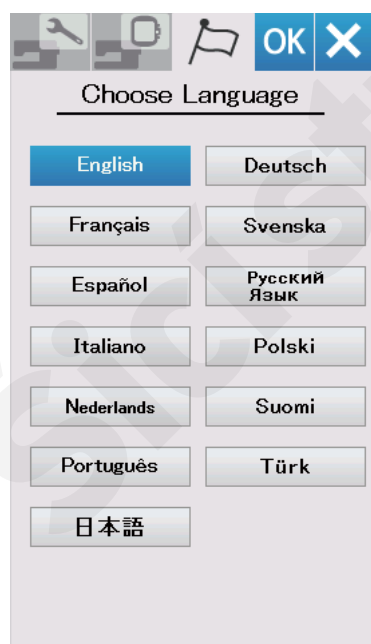 OK
Choose Language
English
Deutsch
Français
Svenska
Español
Русский
Язык
Italiano
Polski
Nederlands
Suomi
Português
Türk
日本語